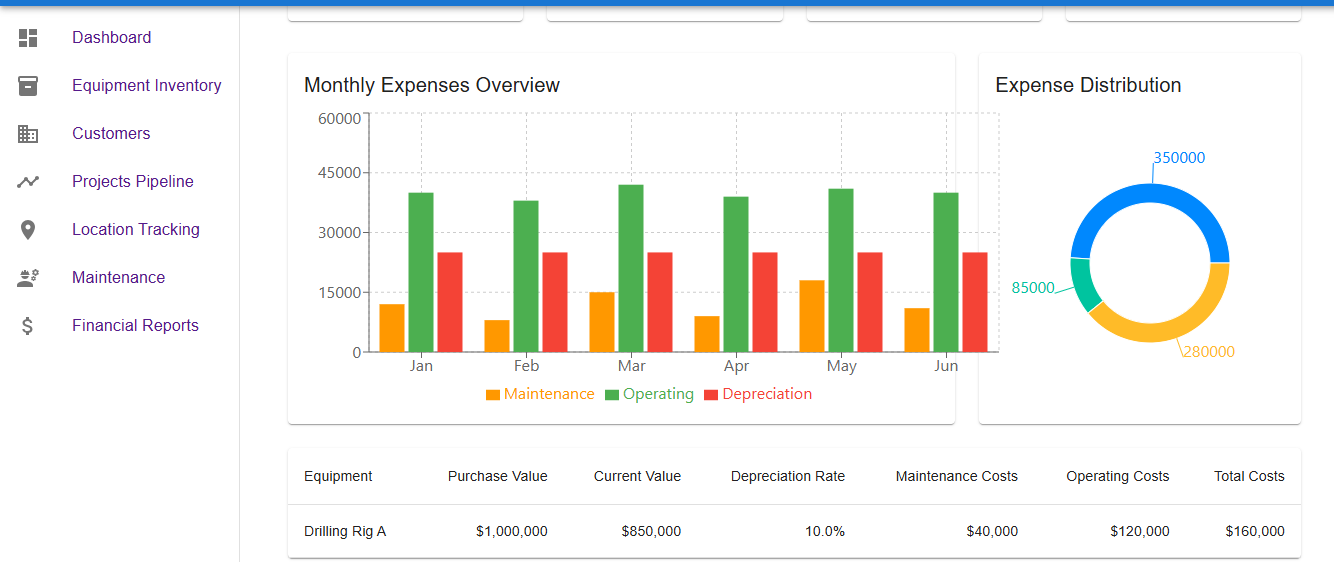 Dashboard
Equipment Inventory
Customers
Projects Pipeline
Location Tracking
Maintenance
Financial Reports
Monthly Expenses Overview
60000
45000
30000
15000
0
Jan Feb Mar Apr May Jun
Maintenance Operating Depreciation
Expense Distribution
350000
85000
280000
Equipment Purchase Value Current Value Depreciation Rate Maintenance Costs Operating Costs Total Costs
Drilling Rig A $1,000,000 $850,000 10.0% $40,000 $120,000 $160,000